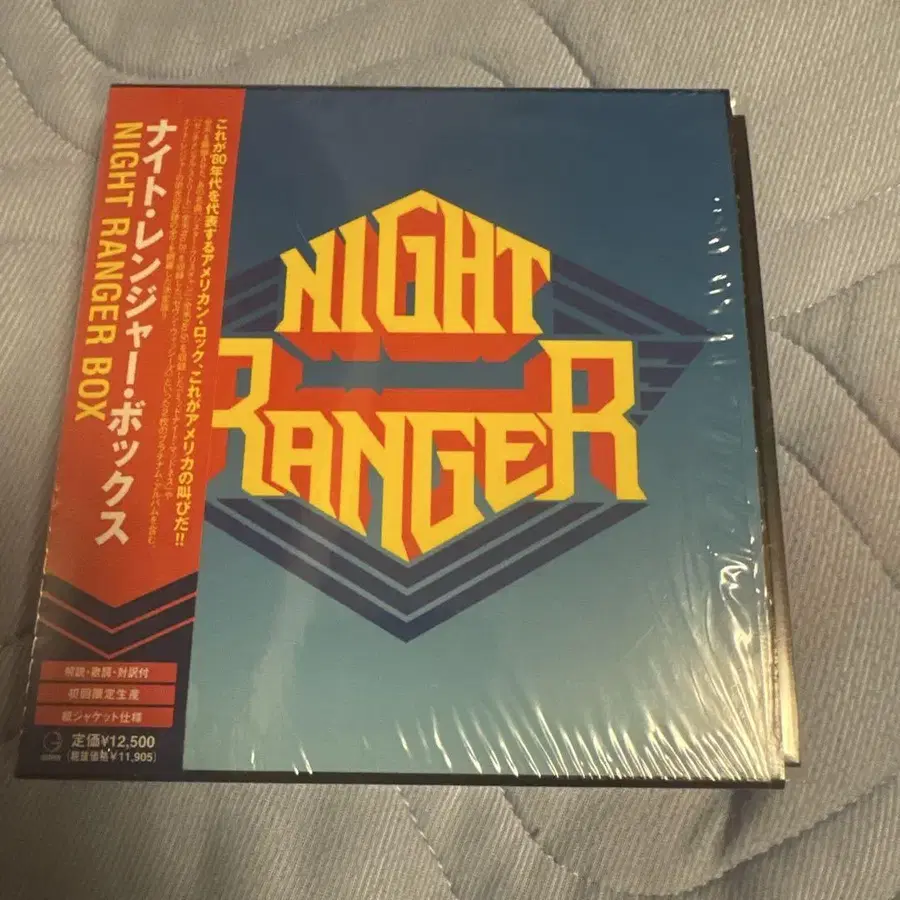 ナイト・レンジャー・ボックス
NIGHT RANGER BOX
これが'80年代を代表するアメリカン・ロック、これがアメリカの叫びだ!!
解説・歌詞・対訳付
初回限定生産
紙ジャケット仕様
定価¥12,500
(税抜価格¥11,905)
NIGHT
RANGER